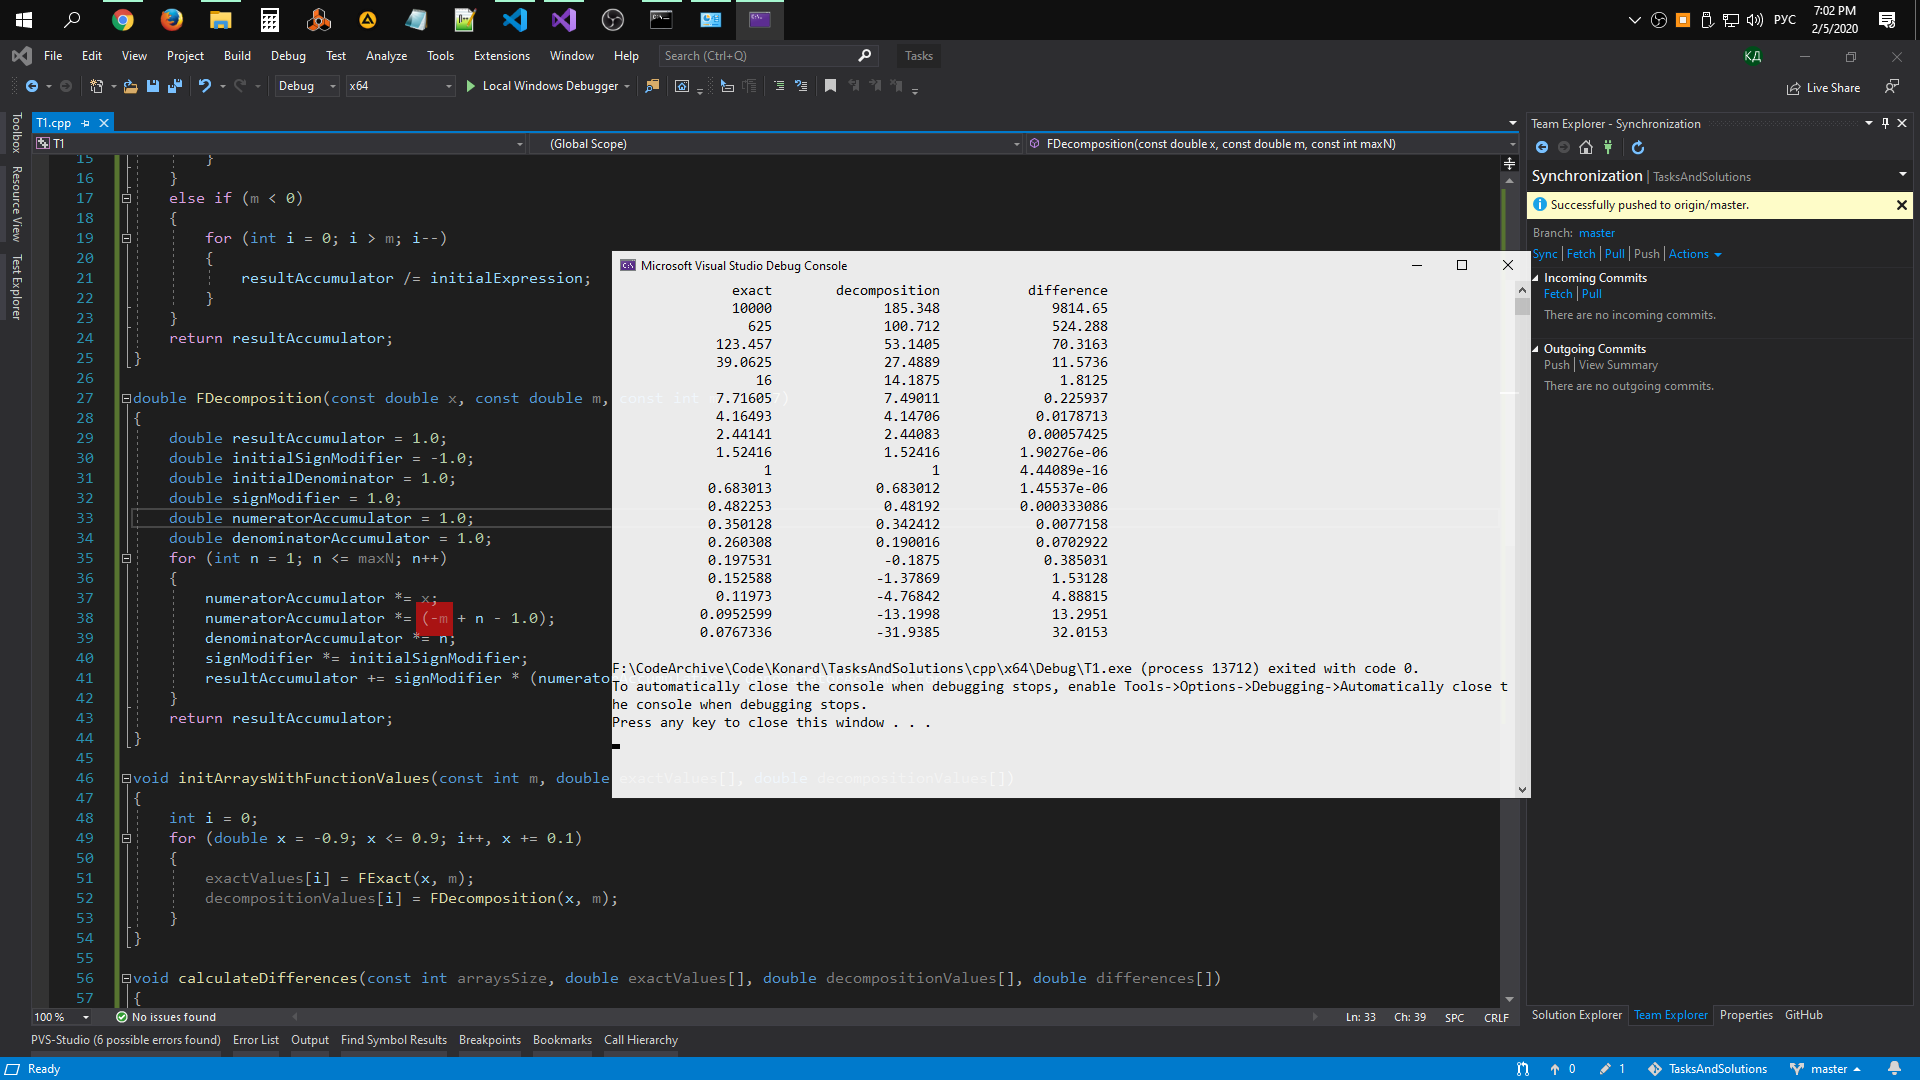 7:02 PM
РУС
2/5/2020
File Edit View Project Build Debug Test Analyze Tools Extensions Window Help Search (Ctrl+Q) Tasks КД
Debug x64 Local Windows Debugger Live Share
Toolbox
Resource View
Test Explorer
T1.cpp
T1 (Global Scope) FDecomposition(const double x, const double m, const int maxN)
15 }
16 }
17 else if (m < 0)
18 {
19 for (int i = 0; i > m; i--)
20 {
21 resultAccumulator /= initialExpression;
22 }
23 }
24 return resultAccumulator;
25 }
26
27 double FDecomposition(const double x, const double m, const int
28 {
29 double resultAccumulator = 1.0;
30 double initialSignModifier = -1.0;
31 double initialDenominator = 1.0;
32 double signModifier = 1.0;
33 double numeratorAccumulator = 1.0;
34 double denominatorAccumulator = 1.0;
35 for (int n = 1; n <= maxN; n++)
36 {
37 numeratorAccumulator *= x;
38 numeratorAccumulator *= (-m + n - 1.0);
39 denominatorAccumulator *= n;
40 signModifier *= initialSignModifier;
41 resultAccumulator += signModifier * (numerato
42 }
43 return resultAccumulator;
44 }
45
46 void initArraysWithFunctionValues(const int m, double exactValues[], double decompositionValues[])
47 {
48 int i = 0;
49 for (double x = -0.9; x <= 0.9; i++, x += 0.1)
50 {
51 exactValues[i] = FExact(x, m);
52 decompositionValues[i] = FDecomposition(x, m);
53 }
54 }
55
56 void calculateDifferences(const int arraysSize, double exactValues[], double decompositionValues[], double differences[])
57 {
Microsoft Visual Studio Debug Console
exact decomposition difference
10000 185.348 9814.65
625 100.712 524.288
123.457 53.1405 70.3163
39.0625 27.4889 11.5736
16 14.1875 1.8125
7.71605 7.49011 0.225937
4.16493 4.14706 0.0178713
2.44141 2.44083 0.00057425
1.52416 1.52416 1.90276e-06
1 1 4.44089e-16
0.683013 0.683012 1.45537e-06
0.482253 0.48192 0.000333086
0.350128 0.342412 0.0077158
0.260308 0.190016 0.0702922
0.197531 -0.1875 0.385031
0.152588 -1.37869 1.53128
0.11973 -4.76842 4.88815
0.0952599 -13.1998 13.2951
0.0767336 -31.9385 32.0153
F:\CodeArchive\Code\Konard\TasksAndSolutions\cpp\x64\Debug\T1.exe (process 13712) exited with code 0.
To automatically close the console when debugging stops, enable Tools->Options->Debugging->Automatically close t
he console when debugging stops.
Press any key to close this window . . .
Team Explorer - Synchronization
Synchronization | TasksAndSolutions
Successfully pushed to origin/master.
Branch: master
Sync | Fetch | Pull | Push | Actions
Incoming Commits
Fetch | Pull
There are no incoming commits.
Outgoing Commits
Push | View Summary
There are no outgoing commits.
100 % No issues found Ln: 33 Ch: 39 SPC CRLF
Solution Explorer Team Explorer Properties GitHub
PVS-Studio (6 possible errors found) Error List Output Find Symbol Results Breakpoints Bookmarks Call Hierarchy
Ready 0 1 TasksAndSolutions master